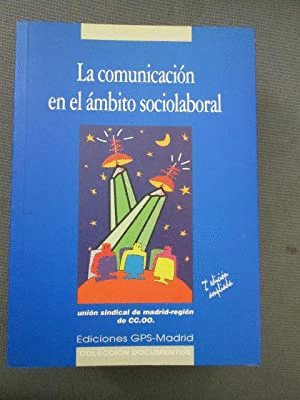 La comunicación
en el ámbito sociolaboral
2ª edición
ampliada
unión sindical de madrid-región
de CC.OO.
Ediciones GPS-Madrid
COLECCIÓN DOCUMENTOS